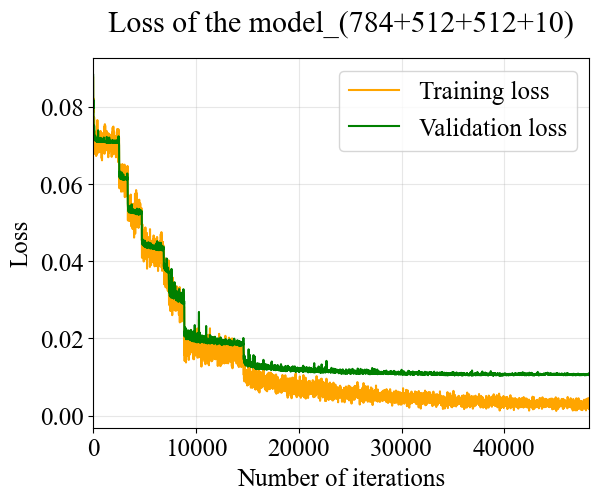 Loss of the model_(784+512+512+10)
Training loss
Validation loss
Loss
0.08
0.06
0.04
0.02
0.00
0 10000 20000 30000 40000
Number of iterations